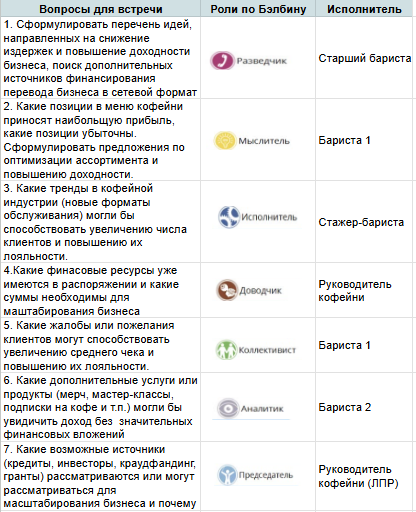 Вопросы для встречи Роли по Бэлбину Исполнитель
1. Сформулировать перечень идей,
направленных на снижение
издержек и повышение доходности
бизнеса, поиск дополнительных
источников финансирования
перевода бизнеса в сетевой формат
Разведчик
Старший бариста
2. Какие позиции в меню кофейни
приносят наибольщую прибыль,
какие позиции убыточны.
Сформулировать предложения по
оптимизации ассортимента и
повышению доходности.
Мыслитель
Бариста 1
3. Какие тренды в кофейной
индустрии (новые форматы
обслуживания) могли бы
способствовать увеличению числа
клиентов и повышению их
лояльности.
Исполнитель
Стажер-бариста
4.Какие финасовые ресурсы уже
имеются в распоряжении и какие
суммы необходимы для
маштабирования бизнеса
Доводчик
Руководитель
кофейни
5. Какие жалобы или пожелания
клиентов могут способствовать
увеличению среднего чека и
повышению их лояльности.
Коллективист
Бариста 1
6. Какие дополнительные услуги или
продукты (мерч, мастер-классы,
подписки на кофе и т.п.) могли бы
увидичить доход без значительных
финансовых вложений
Аналитик
Бариста 2
7. Какие возможные источники
(кредиты, инвесторы, краудфандинг,
гранты) рассматриваются или могут
рассматриваться для
масштабирования бизнеса и почему
Председатель
Руководитель
кофейни (ЛПР)